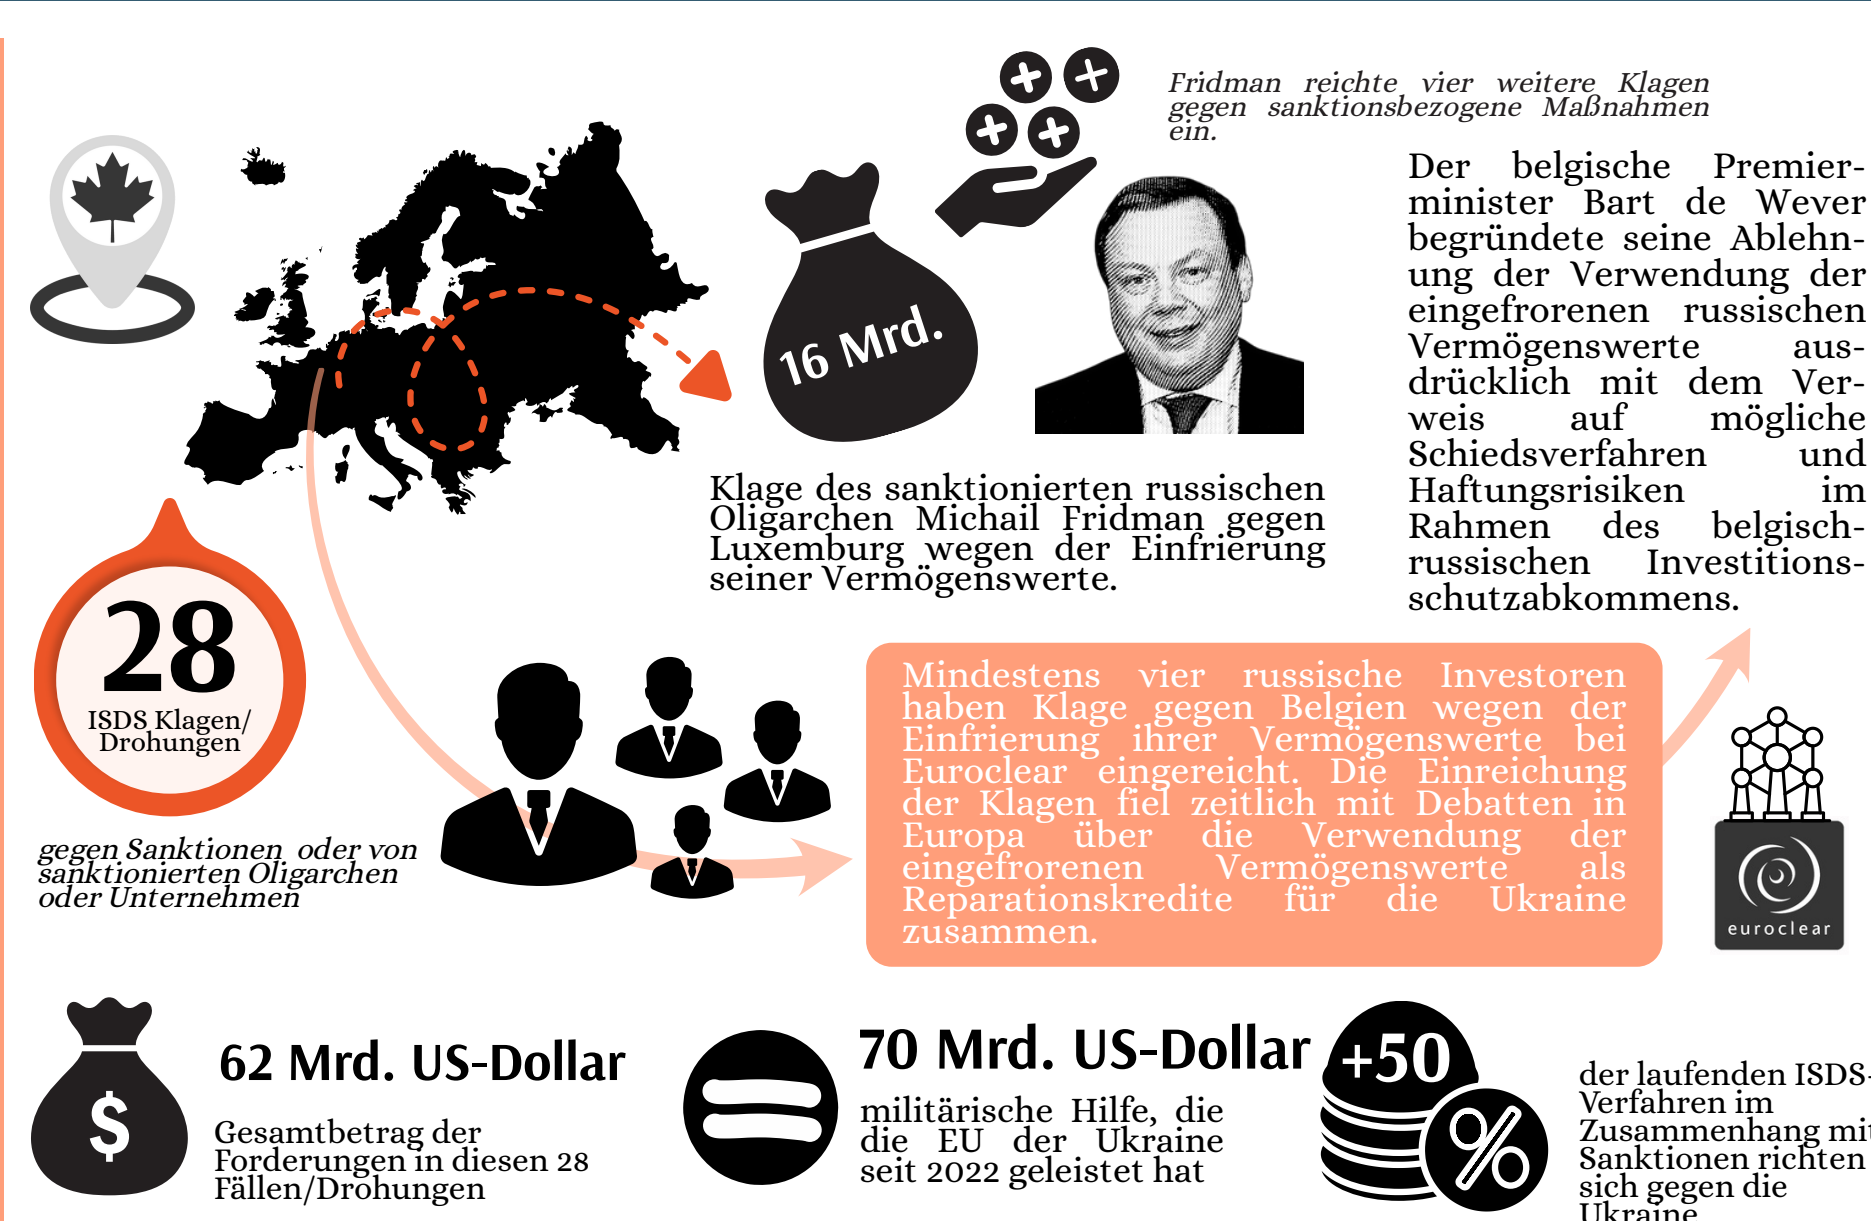 Fridman reichte vier weitere Klagen
gegen sanktionsbezogene Maßnahmen
ein.
16 Mrd.
Klage des sanktionierten russischen
Oligarchen Michail Fridman gegen
Luxemburg wegen der Einfrierung
seiner Vermögenswerte.
Der belgische Premier-
minister Bart de Wever
begründete seine Ablehn-
ung der Verwendung der
eingefrorenen russischen
Vermögenswerte aus-
drücklich mit dem Ver-
weis auf mögliche
Schiedsverfahren und
Haftungsrisiken im
Rahmen des belgisch-
russischen Investitions-
schutzabkommens.
28
ISDS Klagen/
Drohungen
gegen Sanktionen oder von
sanktionierten Oligarchen
oder Unternehmen
Mindestens vier russische Investoren
haben Klage gegen Belgien wegen der
Einfrierung ihrer Vermögenswerte bei
Euroclear eingereicht. Die Einreichung
der Klagen fiel zeitlich mit Debatten in
Europa über die Verwendung der
eingefrorenen Vermögenswerte als
Reparationskredite für die Ukraine
zusammen.
euroclear
$
62 Mrd. US-Dollar
Gesamtbetrag der
Forderungen in diesen 28
Fällen/Drohungen
70 Mrd. US-Dollar
militärische Hilfe, die
die EU der Ukraine
seit 2022 geleistet hat
+50
%
der laufenden ISDS-
Verfahren im
Zusammenhang mit
Sanktionen richten
sich gegen die
Ukraine